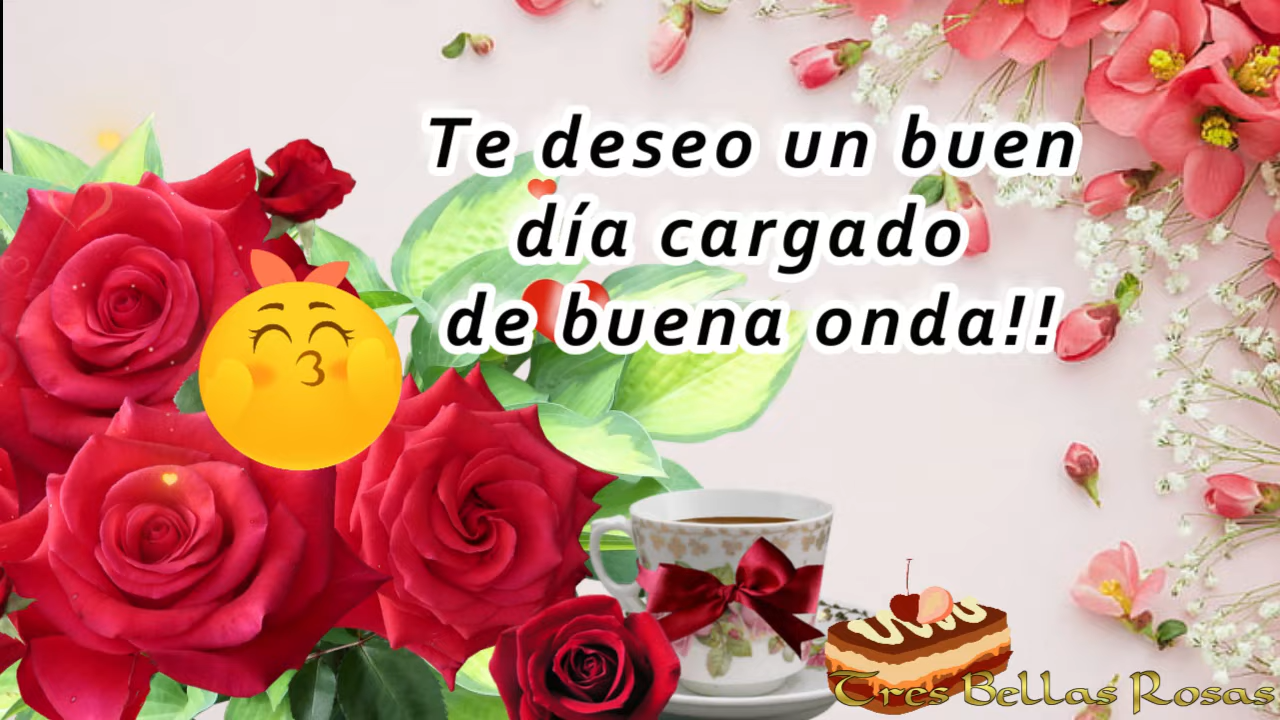 Te deseo un buen
día cargado
de buena onda!!
Tres Bellas Rosas